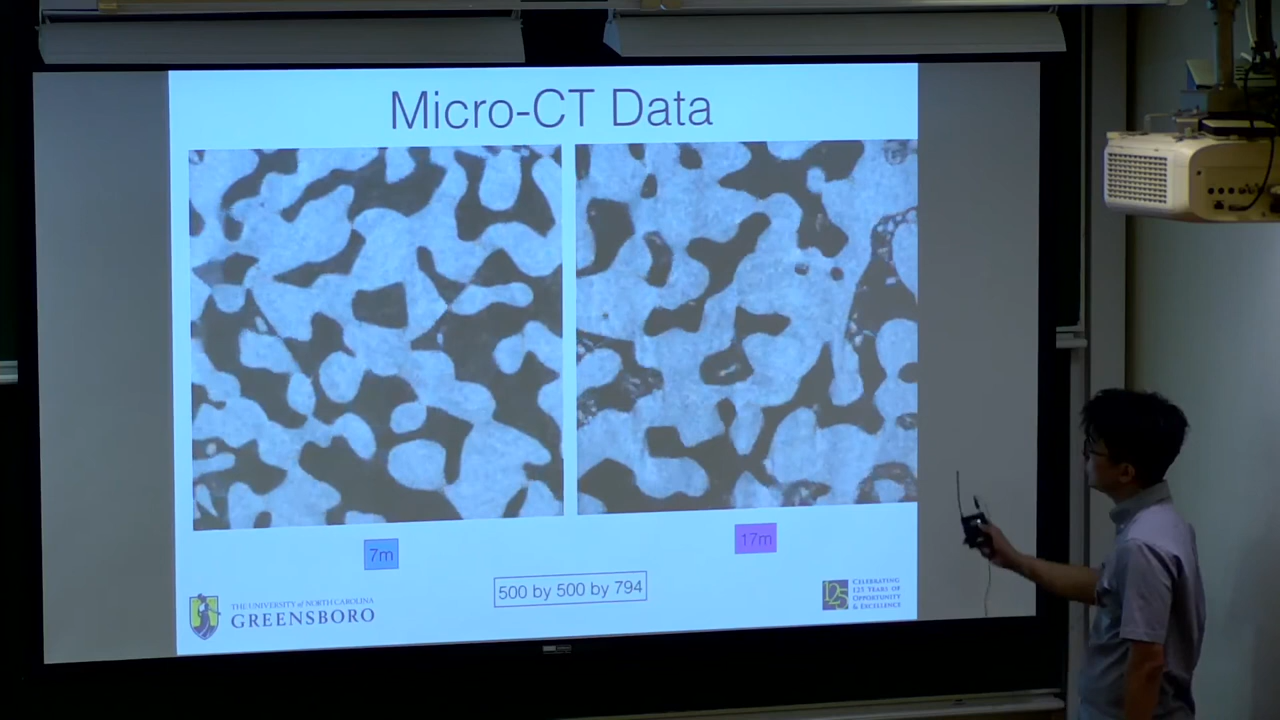 Micro-CT Data
7m
17m
500 by 500 by 794
THE UNIVERSITY of NORTH CAROLINA
GREENSBORO
125
CELEBRATING
125 YEARS OF
OPPORTUNITY
& EXCELLENCE